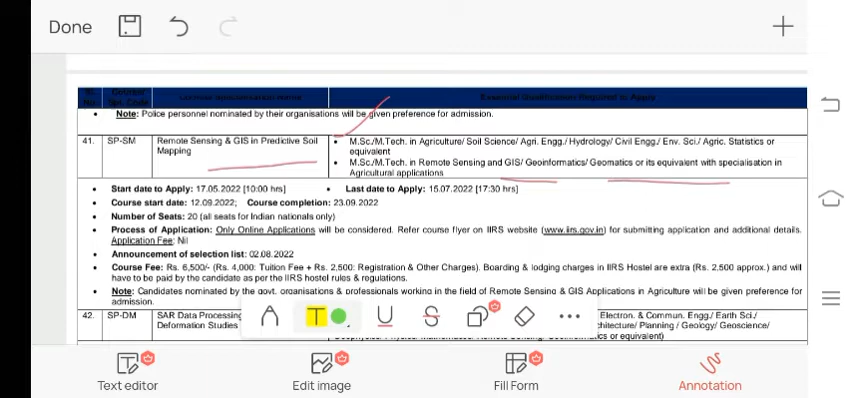 Done
Sl. No. Course/ Spl. Code Essential Qualifications Required to Apply
• Note: Police personnel nominated by their organisations will be given preference for admission.
41. SP-SM Remote Sensing & GIS in Predictive Soil Mapping
• M.Sc./M.Tech. in Agriculture/ Soil Science/ Agri. Engg./ Hydrology/ Civil Engg./ Env. Sci./ Agric. Statistics or equivalent
• M.Sc./M.Tech. in Remote Sensing and GIS/ Geoinformatics/ Geomatics or its equivalent with specialisation in Agricultural applications
• Start date to Apply: 17.05.2022 [10:00 hrs] • Last date to Apply: 15.07.2022 [17:30 hrs]
• Course start date: 12.09.2022; Course completion: 23.09.2022
• Number of Seats: 20 (all seats for Indian nationals only)
• Process of Application: Only Online Applications will be considered. Refer course flyer on IIRS website (www.iirs.gov.in) for submitting application and additional details.
Application Fee: Nil
• Announcement of selection list: 02.08.2022
• Course Fee: Rs. 6,500/- (Rs. 4,000: Tuition Fee + Rs. 2,500: Registration & Other Charges). Boarding & lodging charges in IIRS Hostel are extra (Rs. 2,500 approx.) and will
have to be paid by the candidate as per the IIRS hostel rules & regulations.
• Note: Candidates nominated by the govt. organisations & professionals working in the field of Remote Sensing & GIS Applications in Agriculture will be given preference for
admission.
42. SP-DM SAR Data Processing Electron. & Commun. Engg./ Earth Sci./
Deformation Studies Planning / Geology/ Geoscience/
or equivalent)
T U S
Text editor Edit image Fill Form Annotation